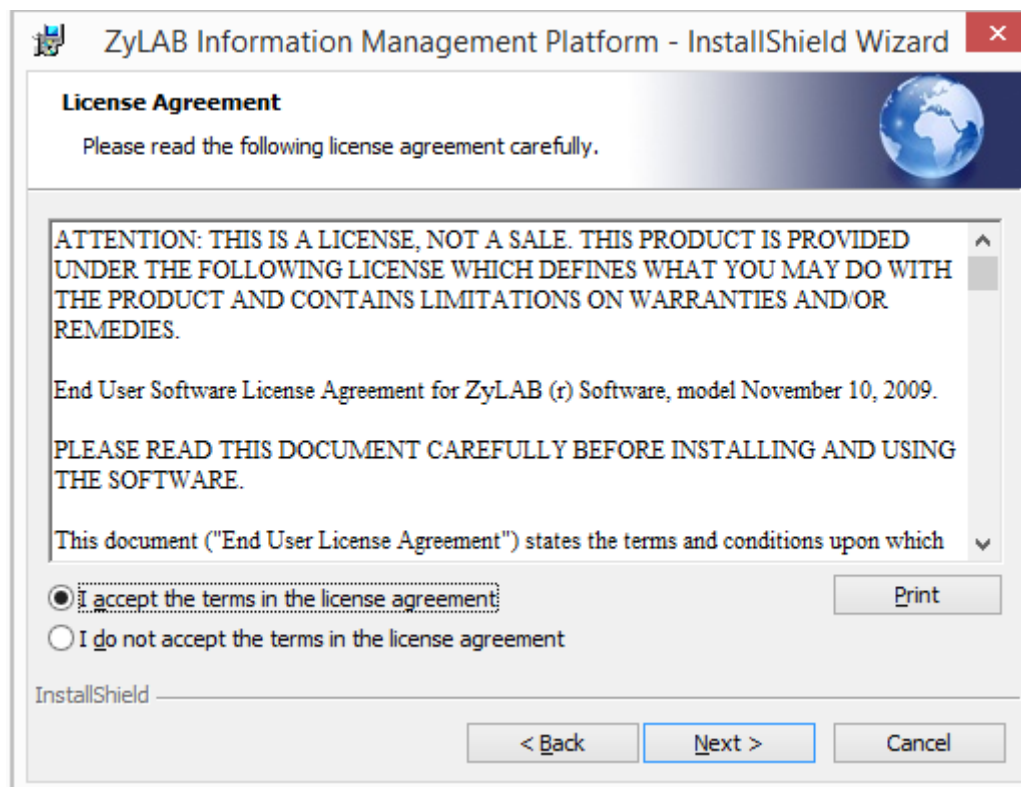 ZyLAB Information Management Platform - InstallShield Wizard
License Agreement
Please read the following license agreement carefully.
ATTENTION: THIS IS A LICENSE, NOT A SALE. THIS PRODUCT IS PROVIDED
UNDER THE FOLLOWING LICENSE WHICH DEFINES WHAT YOU MAY DO WITH
THE PRODUCT AND CONTAINS LIMITATIONS ON WARRANTIES AND/OR
REMEDIES.
End User Software License Agreement for ZyLAB (r) Software, model November 10, 2009.
PLEASE READ THIS DOCUMENT CAREFULLY BEFORE INSTALLING AND USING
THE SOFTWARE.
This document ("End User License Agreement") states the terms and conditions upon which
I accept the terms in the license agreement
Print
I do not accept the terms in the license agreement
InstallShield
< Back
Next >
Cancel